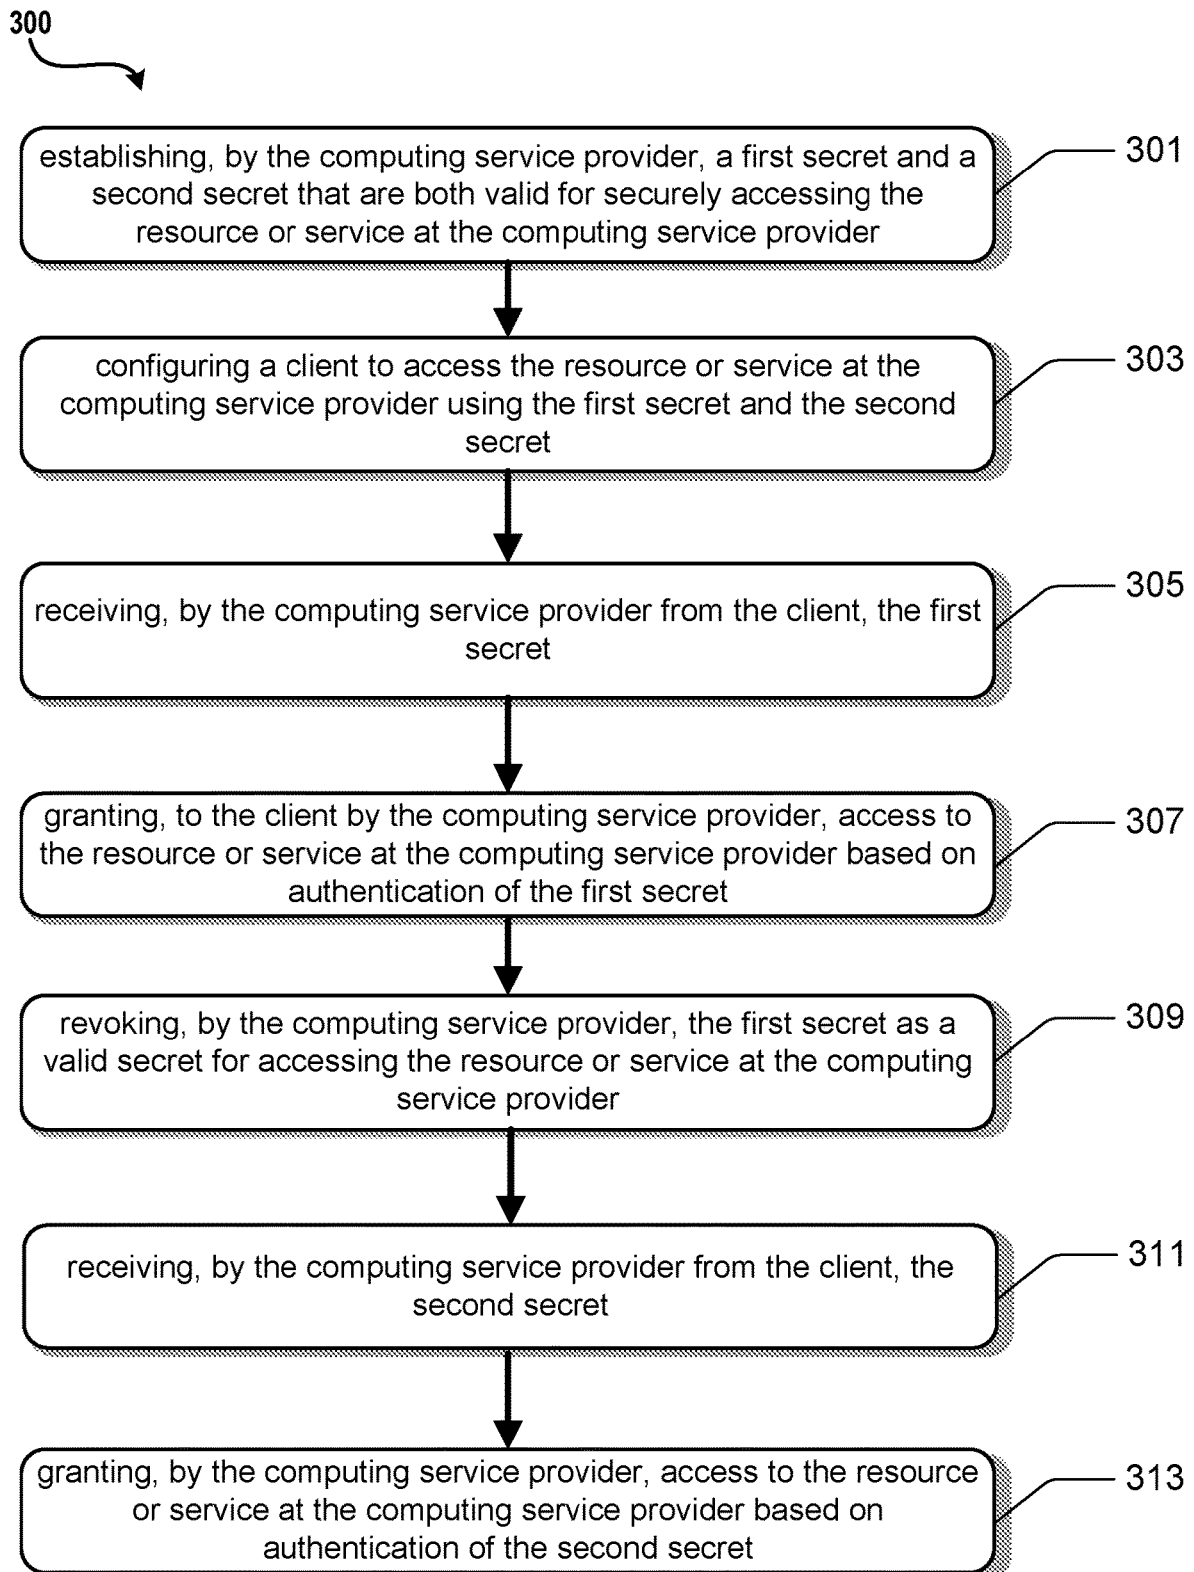 300
establishing, by the computing service provider, a first secret and a
second secret that are both valid for securely accessing the
resource or service at the computing service provider
301
configuring a client to access the resource or service at the
computing service provider using the first secret and the second
secret
303
receiving, by the computing service provider from the client, the first
secret
305
granting, to the client by the computing service provider, access to
the resource or service at the computing service provider based on
authentication of the first secret
307
revoking, by the computing service provider, the first secret as a
valid secret for accessing the resource or service at the computing
service provider
309
receiving, by the computing service provider from the client, the
second secret
311
granting, by the computing service provider, access to the resource
or service at the computing service provider based on
authentication of the second secret
313